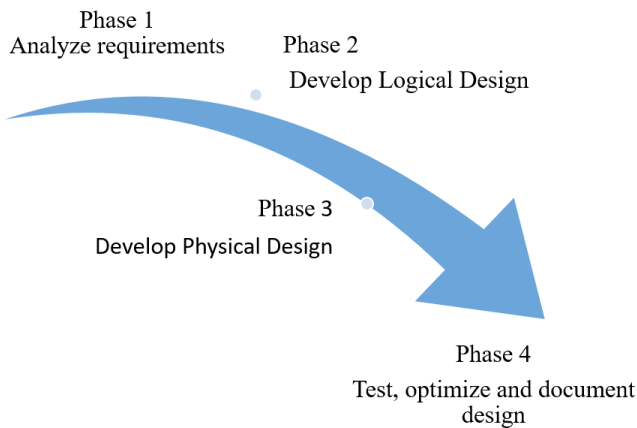 Phase 1
Analyze requirements
Phase 2
Develop Logical Design
Phase 3
Develop Physical Design
Phase 4
Test, optimize and document
design